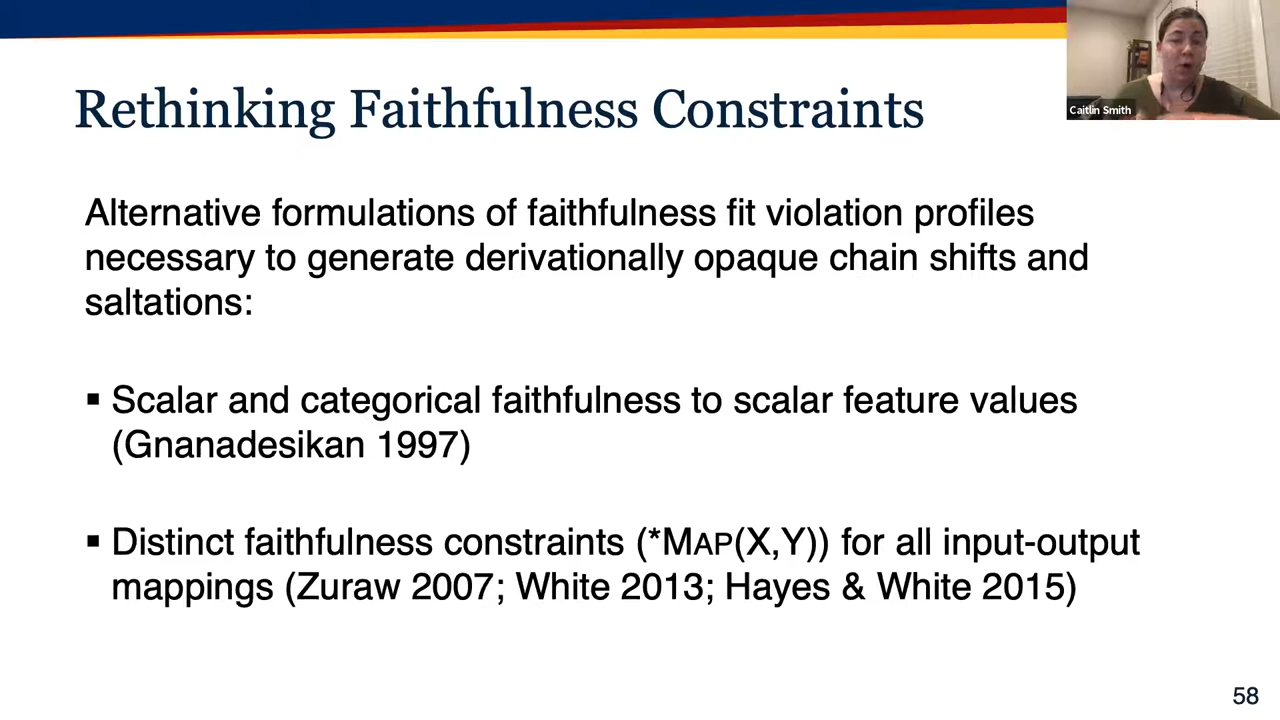 Rethinking Faithfulness Constraints
Caitlin Smith
Alternative formulations of faithfulness fit violation profiles
necessary to generate derivationally opaque chain shifts and
saltations:
▪ Scalar and categorical faithfulness to scalar feature values
(Gnanadesikan 1997)
▪ Distinct faithfulness constraints (*MAP(X,Y)) for all input-output
mappings (Zuraw 2007; White 2013; Hayes & White 2015)
58